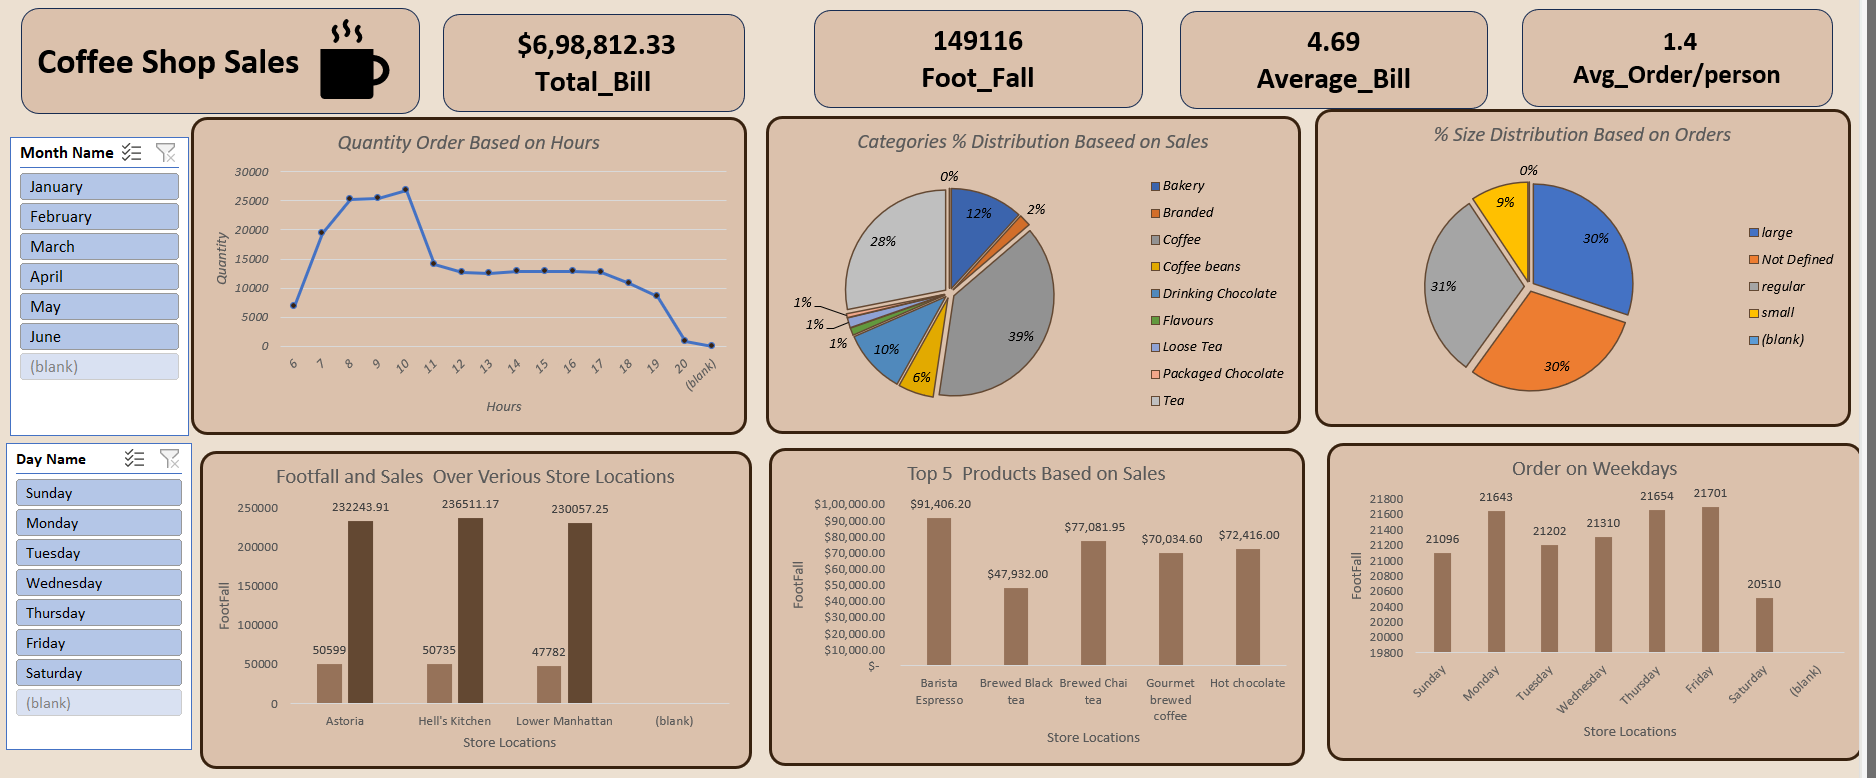 Coffee Shop Sales
$6,98,812.33
Total_Bill
149116
Foot_Fall
4.69
Average_Bill
1.4
Avg_Order/person
Month Name
January
February
March
April
May
June
(blank)
Quantity Order Based on Hours
Quantity
30000
25000
20000
15000
10000
5000
0
6 7 8 9 10 11 12 13 14 15 16 17 18 19 20 (blank)
Hours
Categories % Distribution Baseed on Sales
0%
12%
2%
28%
39%
1%
1%
1%
10%
6%
Bakery
Branded
Coffee
Coffee beans
Drinking Chocolate
Flavours
Loose Tea
Packaged Chocolate
Tea
% Size Distribution Based on Orders
0%
9%
30%
31%
30%
large
Not Defined
regular
small
(blank)
Day Name
Sunday
Monday
Tuesday
Wednesday
Thursday
Friday
Saturday
(blank)
Footfall and Sales Over Verious Store Locations
FootFall
250000
200000
150000
100000
50000
0
232243.91
236511.17
230057.25
50599
50735
47782
Astoria
Hell's Kitchen
Lower Manhattan
(blank)
Store Locations
Top 5 Products Based on Sales
FootFall
$1,00,000.00
$90,000.00
$80,000.00
$70,000.00
$60,000.00
$50,000.00
$40,000.00
$30,000.00
$20,000.00
$10,000.00
$-
$91,406.20
$47,932.00
$77,081.95
$70,034.60
$72,416.00
Barista
Espresso
Brewed Black
tea
Brewed Chai
tea
Gourmet
brewed
coffee
Hot chocolate
Store Locations
Order on Weekdays
FootFall
21800
21600
21400
21200
21000
20800
20600
20400
20200
20000
19800
21096
21643
21202
21310
21654
21701
20510
Sunday
Monday
Tuesday
Wednesday
Thursday
Friday
Saturday
(blank)
Store Locations